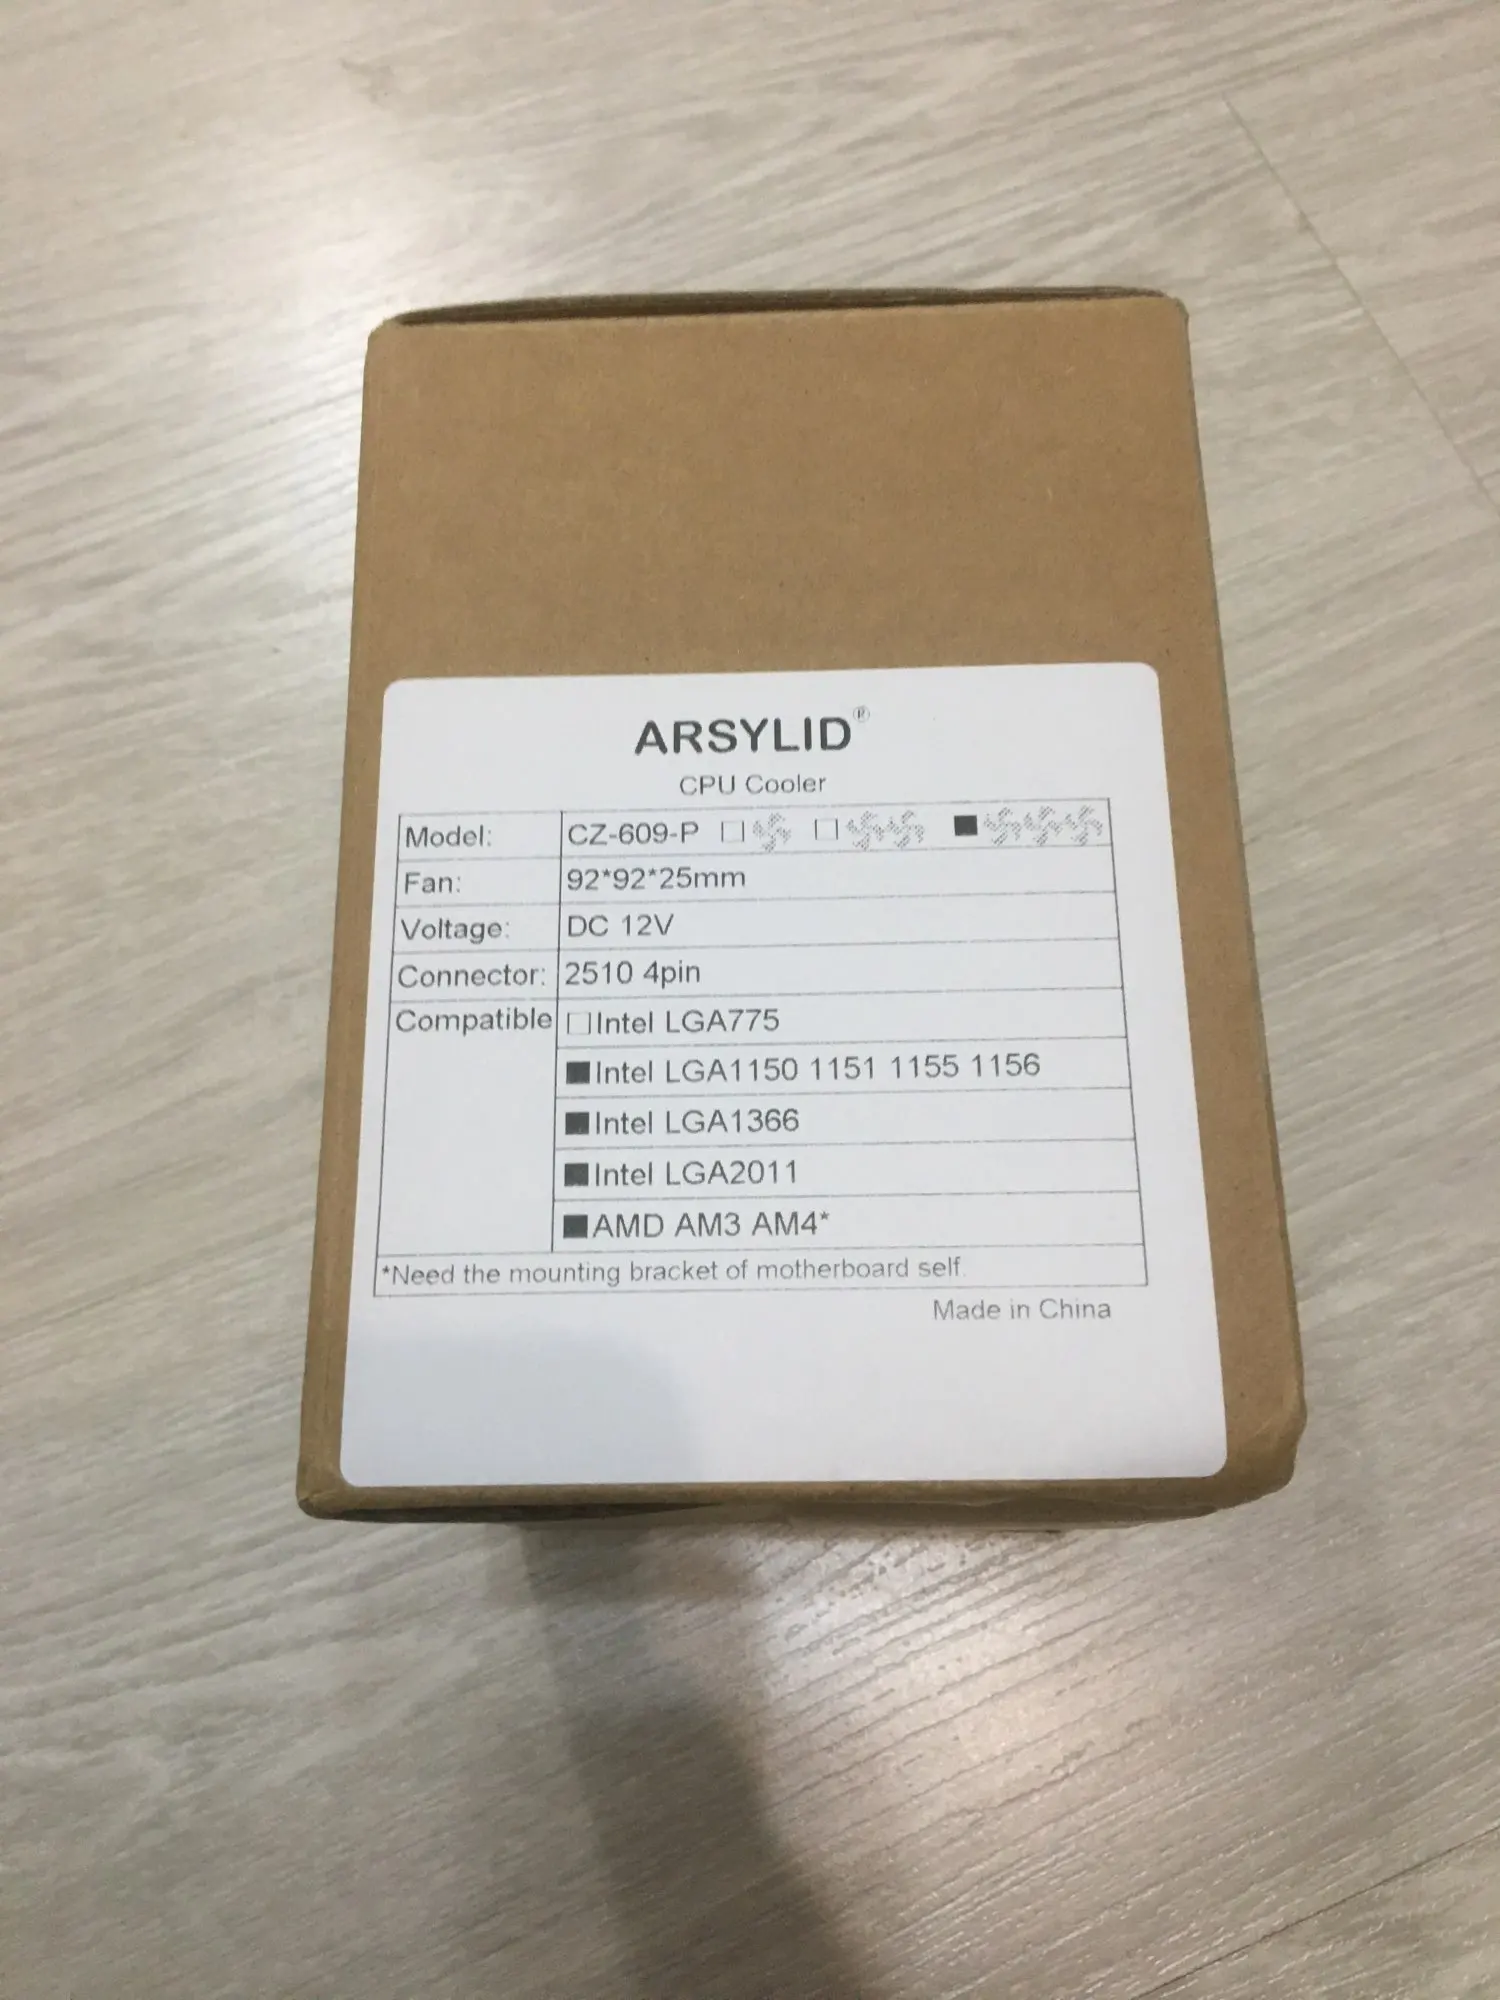 ARSYLID®
CPU Cooler
Model: CZ-609-P □ □ ■
Fan: 92*92*25mm
Voltage: DC 12V
Connector: 2510 4pin
Compatible □Intel LGA775
■Intel LGA1150 1151 1155 1156
■Intel LGA1366
■Intel LGA2011
■AMD AM3 AM4*
*Need the mounting bracket of motherboard self.
Made in China